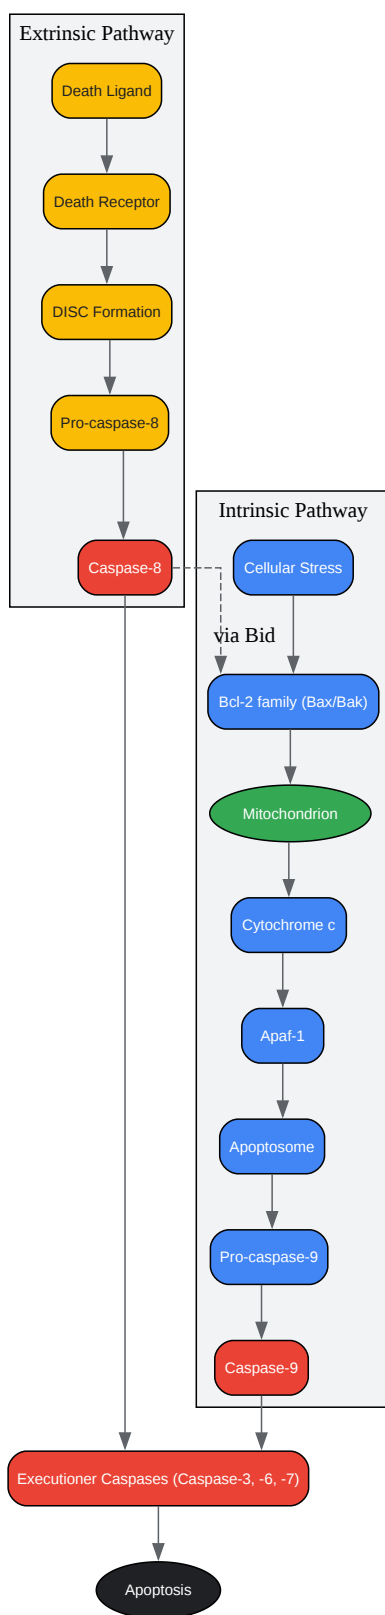 Extrinsic Pathway
Death Ligand
Death Receptor
DISC Formation
Pro-caspase-8
Caspase-8
Intrinsic Pathway
Cellular Stress
via Bid
Bcl-2 family (Bax/Bak)
Mitochondrion
Cytochrome c
Apaf-1
Apoptosome
Pro-caspase-9
Caspase-9
Executioner Caspases (Caspase-3, -6, -7)
Apoptosis